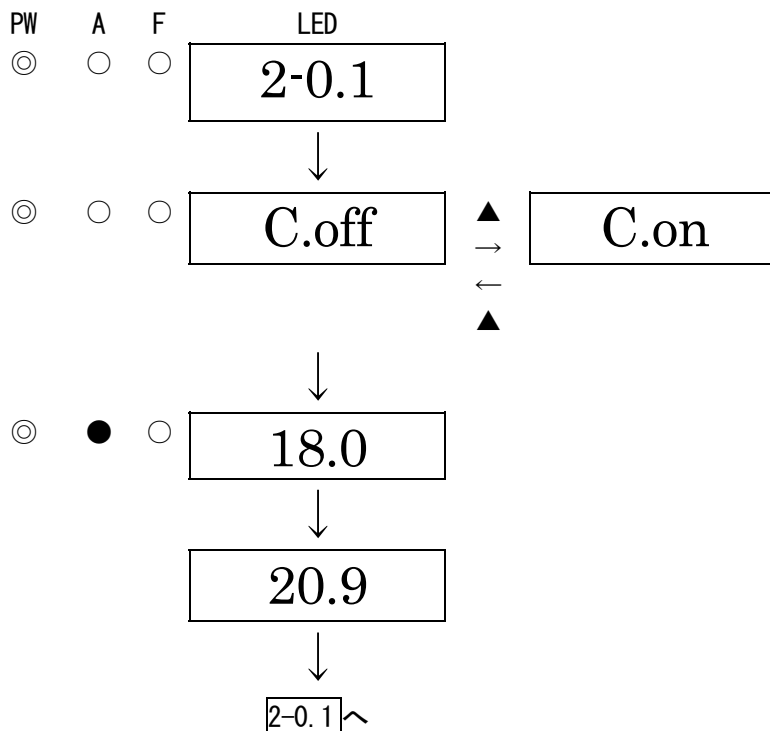 PW A F LED
◎ ○ ○ 2-0.1
↓
◎ ○ ○ C.off ▲ C.on
→
←
▲
↓
◎ ● ○ 18.0
↓
20.9
↓
2-0.1へ